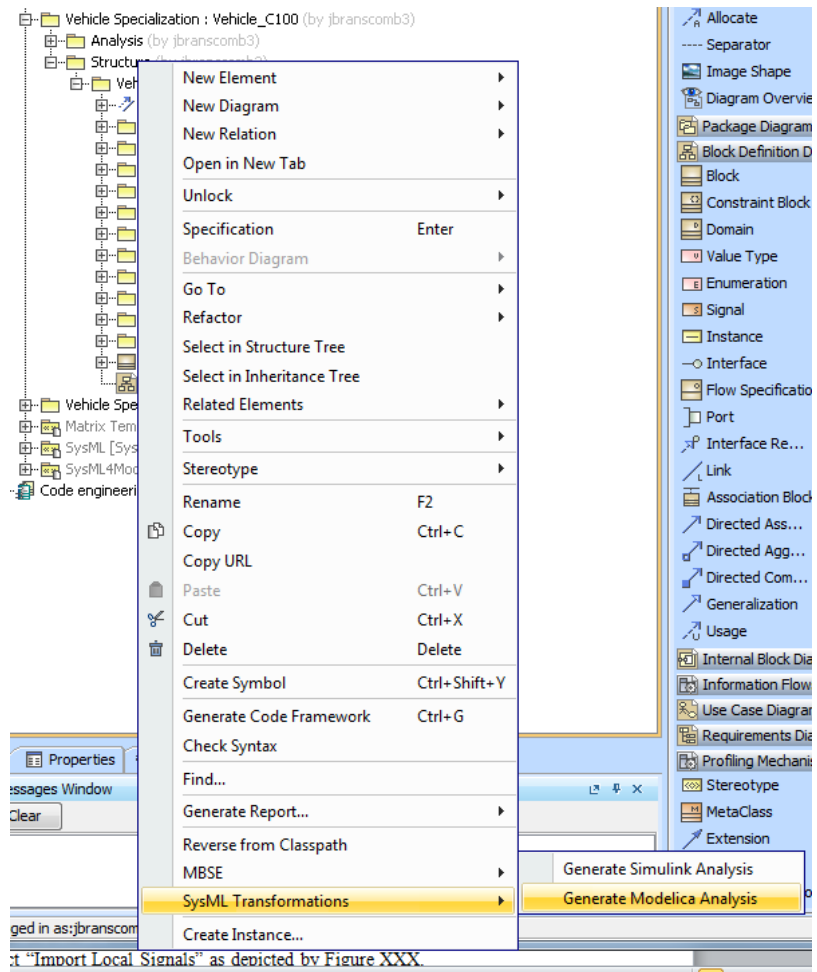 Vehicle Specialization : Vehicle_C100 (by jbranscomb3)
Analysis (by jbranscomb3)
Structure (by jbranscomb3)
Veh
Vehicle Spe
Matrix Tem
SysML [Sys
SysML4Mod
Code engineeri
New Element
New Diagram
New Relation
Open in New Tab
Unlock
Specification Enter
Behavior Diagram
Go To
Refactor
Select in Structure Tree
Select in Inheritance Tree
Related Elements
Tools
Stereotype
Rename F2
Copy Ctrl+C
Copy URL
Paste Ctrl+V
Cut Ctrl+X
Delete Delete
Create Symbol Ctrl+Shift+Y
Generate Code Framework Ctrl+G
Check Syntax
Find...
Generate Report...
Reverse from Classpath
MBSE
SysML Transformations
Create Instance...
Generate Simulink Analysis
Generate Modelica Analysis
Allocate
Separator
Image Shape
Diagram Overvie
Package Diagram
Block Definition D
Block
Constraint Block
Domain
Value Type
Enumeration
Signal
Instance
Interface
Flow Specificatio
Port
Interface Re...
Link
Association Block
Directed Ass...
Directed Agg...
Directed Com...
Generalization
Usage
Internal Block Dia
Information Flow
Use Case Diagran
Requirements Dia
Profiling Mechanis
Stereotype
MetaClass
Extension
Properties
essages Window
Clear
ged in as:jbranscom
ct “Import Local Signals” as depicted by Figure XXX.